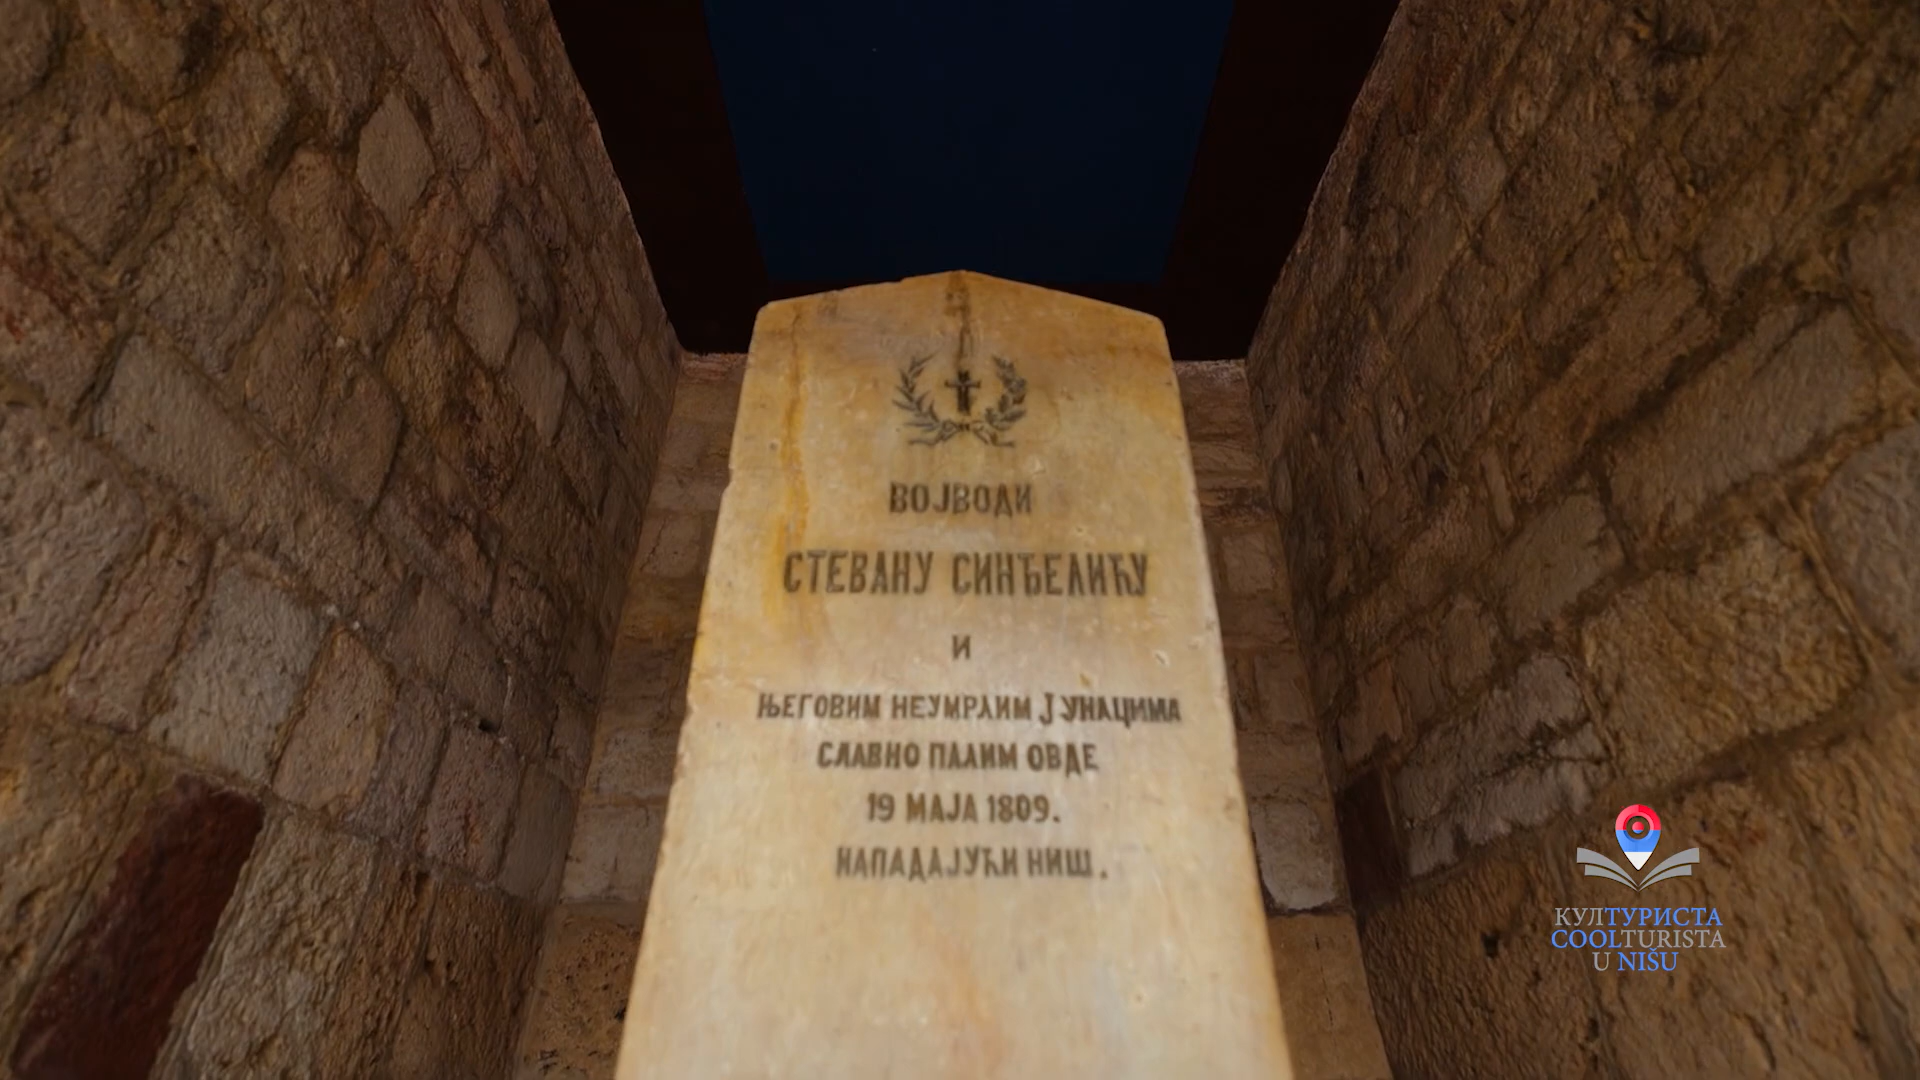 ВОЈВОДИ
СТЕВАНУ СИНЂЕЛИЋУ
И
ЊЕГОВИМ НЕУМРЛИМ ЈУНАЦИМА
СЛАВНО ПАЛИМ ОВДЕ
19 МАЈА 1809.
НАПАДАЈУЋИ НИШ.
КУЛТУРИСТА
COOLTURISTA
U NIŠU